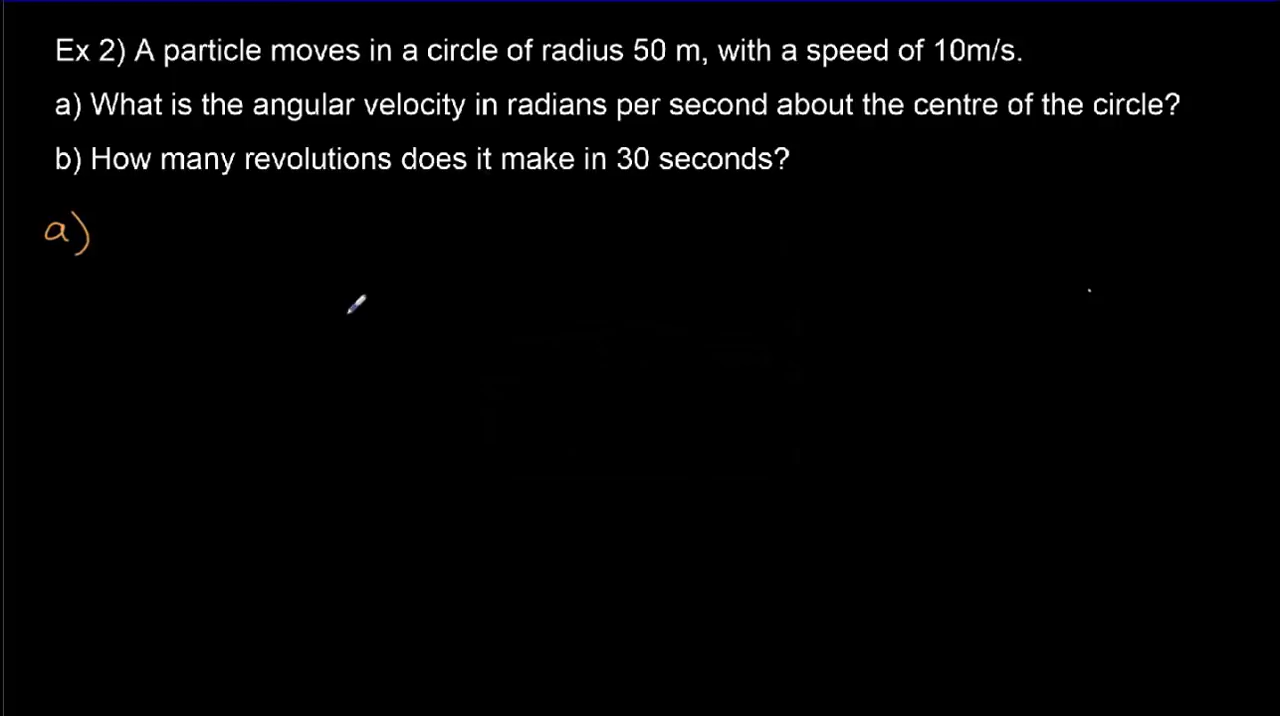 Ex 2) A particle moves in a circle of radius 50 m, with a speed of 10m/s.
a) What is the angular velocity in radians per second about the centre of the circle?
b) How many revolutions does it make in 30 seconds?
a)